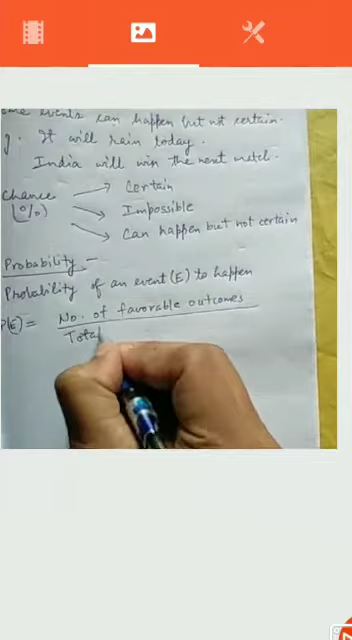 some events can happen but not certain.
g. It will rain today.
India will win the next match.
Chance → Certain
(%) → Impossible
→ Can happen but not certain
Probability -
Probability of an event (E) to happen
P(E) = No. of favorable outcomes
Total